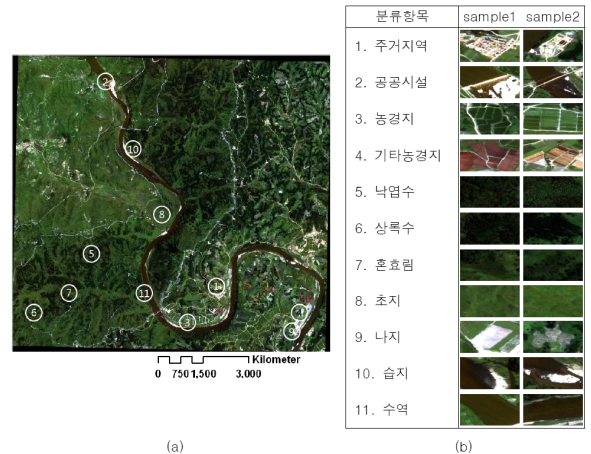 분류항목 sample1 sample2
1. 주거지역
2. 공공시설
3. 농경지
4. 기타농경지
5. 낙엽수
6. 상록수
7. 혼효림
8. 초지
9. 나지
10. 습지
11. 수역
2
10
8
5
7
11
6
1
3
4
9
Kilometer
0 750 1,500 3,000
(a) (b)